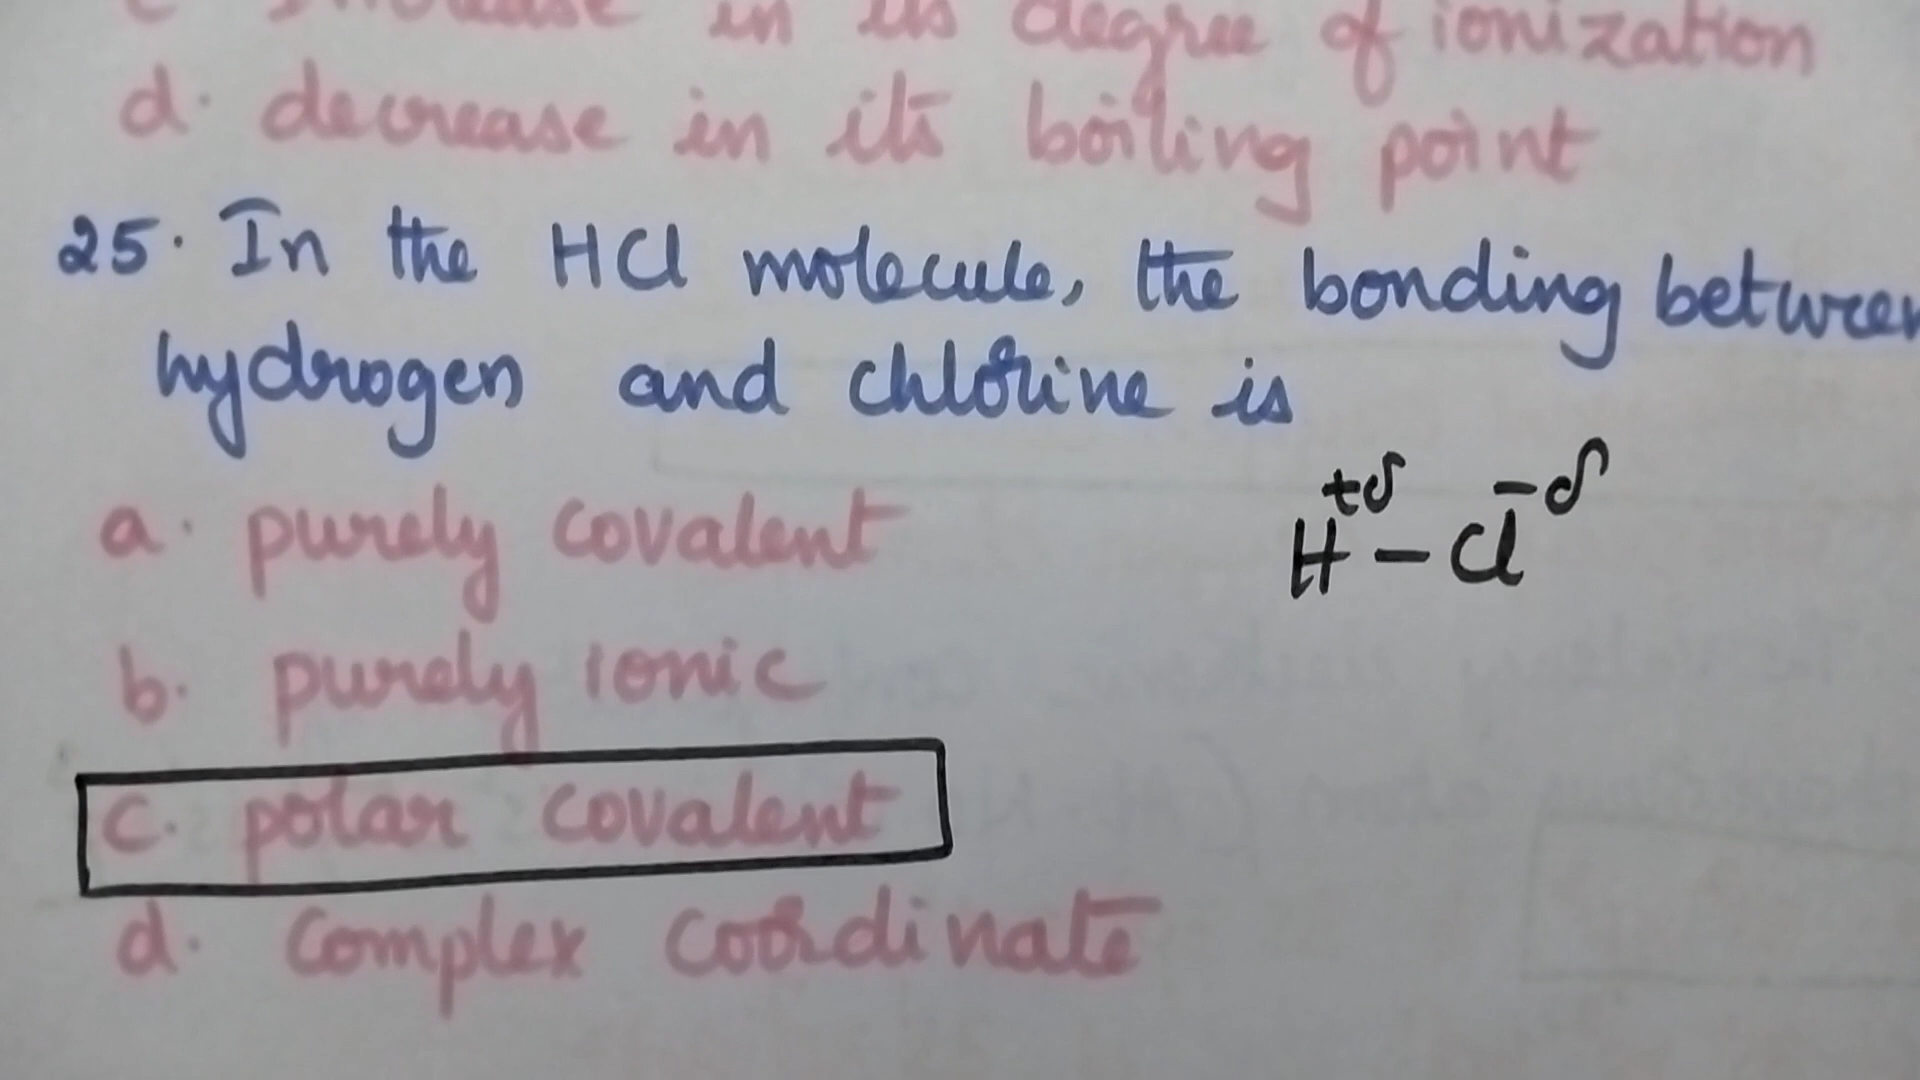 c increase in its degree of ionization
d. decrease in its boiling point
25. In the HCl molecule, the bonding between
hydrogen and chlorine is
+δ -δ
H - Cl
a. purely covalent
b. purely ionic
c. polar covalent
d. complex coordinate